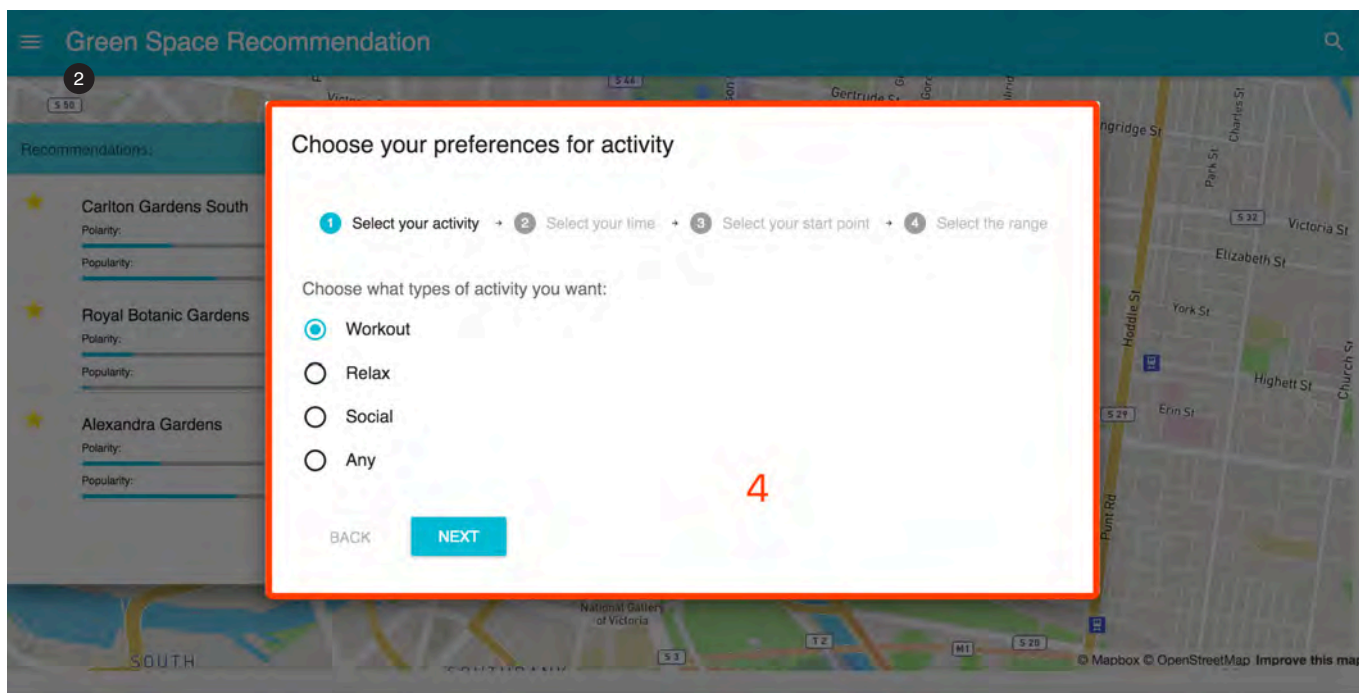 Green Space Recommendation
2
S 50
S 46
Gertrude St
Charles St
Park St
Recommendations:
Carlton Gardens South
Polarity:
Popularity:
Royal Botanic Gardens
Polarity:
Popularity:
Alexandra Gardens
Polarity:
Popularity:
Choose your preferences for activity
1 Select your activity 2 Select your time 3 Select your start point 4 Select the range
Choose what types of activity you want:
Workout
Relax
Social
Any
4
BACK NEXT
S 32
Victoria St
Elizabeth St
York St
Hoddle St
Highett St
Church St
S 29
Erin St
Punt Rd
National Gallery
of Victoria
T 2
S 3
M1
S 20
SOUTH
© Mapbox © OpenStreetMap Improve this map